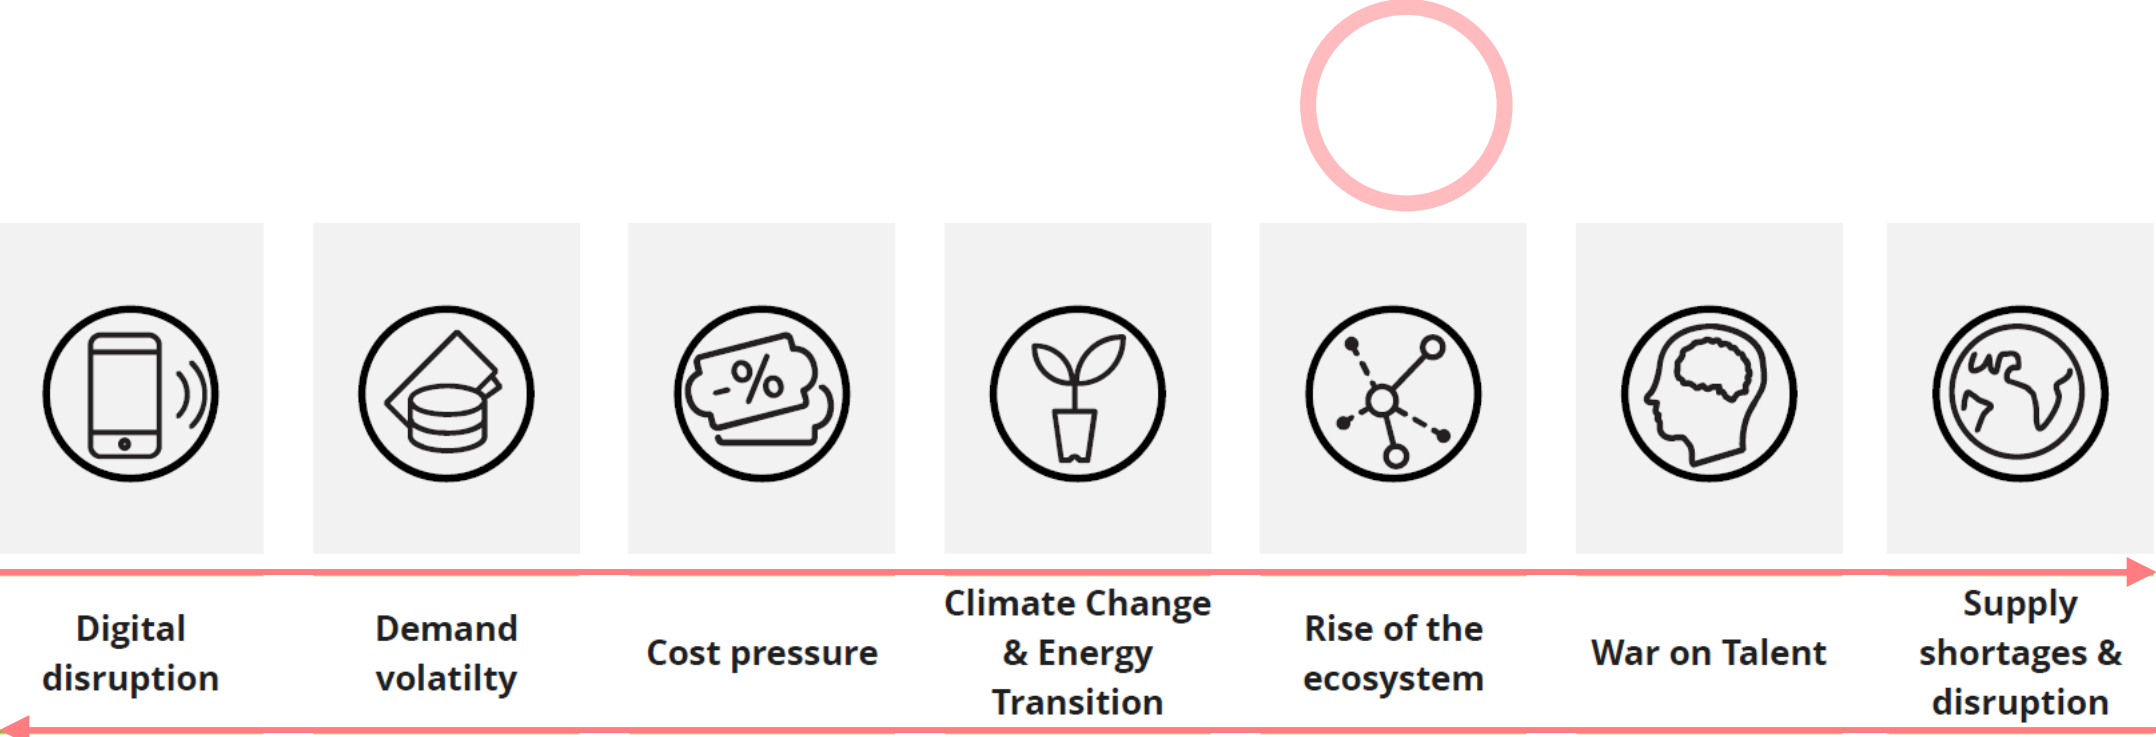 -%
Digital
disruption
Demand
volatilty
Cost pressure
Climate Change
& Energy
Transition
Rise of the
ecosystem
War on Talent
Supply
shortages &
disruption